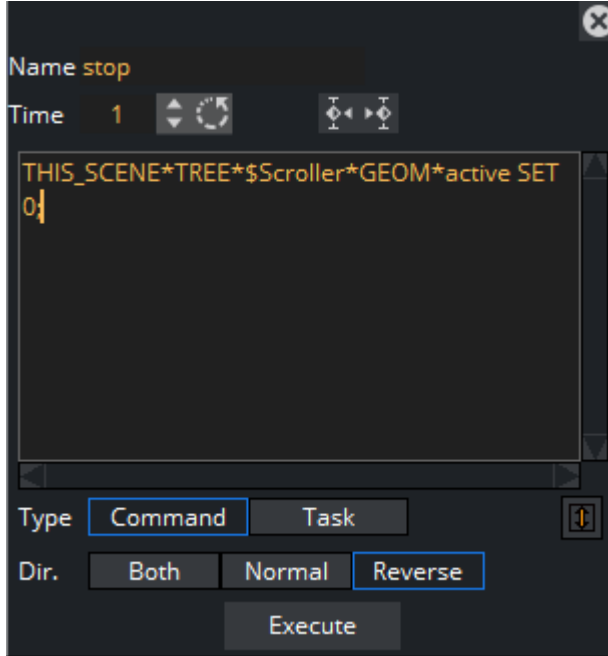 Name stop
Time 1
THIS_SCENE*TREE*$Scroller*GEOM*active SET
0;
Type Command Task
Dir. Both Normal Reverse
Execute